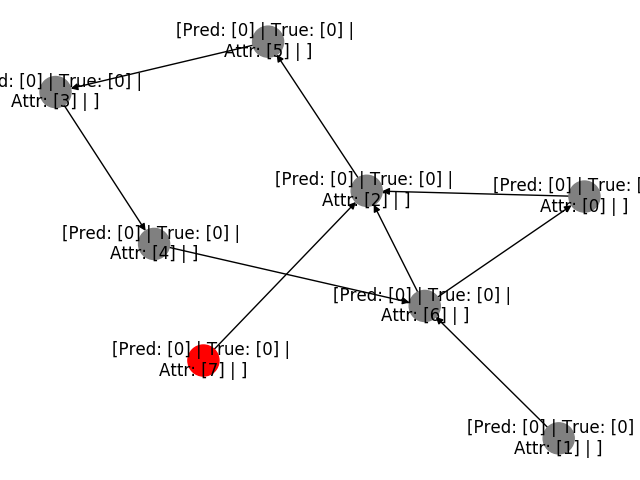 [Pred: [0] | True: [0] |
Attr: [5] | ]
d: [0] | True: [0] |
Attr: [3] | ]
[Pred: [0] | True: [0] |
Attr: [2] | ]
[Pred: [0] | True: [
Attr: [0] | ]
[Pred: [0] | True: [0] |
Attr: [4] | ]
[Pred: [0] | True: [0] |
Attr: [6] | ]
[Pred: [0] | True: [0] |
Attr: [7] | ]
[Pred: [0] | True: [0]
Attr: [1] | ]